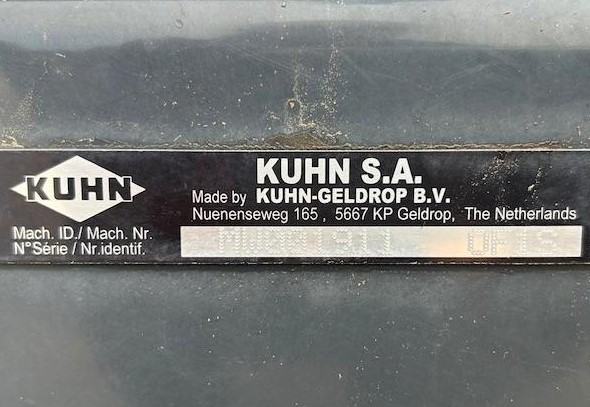 KUHN
KUHN S.A.
Made by KUHN-GELDROP B.V.
Nuenenseweg 165 , 5667 KP Geldrop, The Netherlands
Mach. ID./ Mach. Nr.
N° Série / Nr.identif.